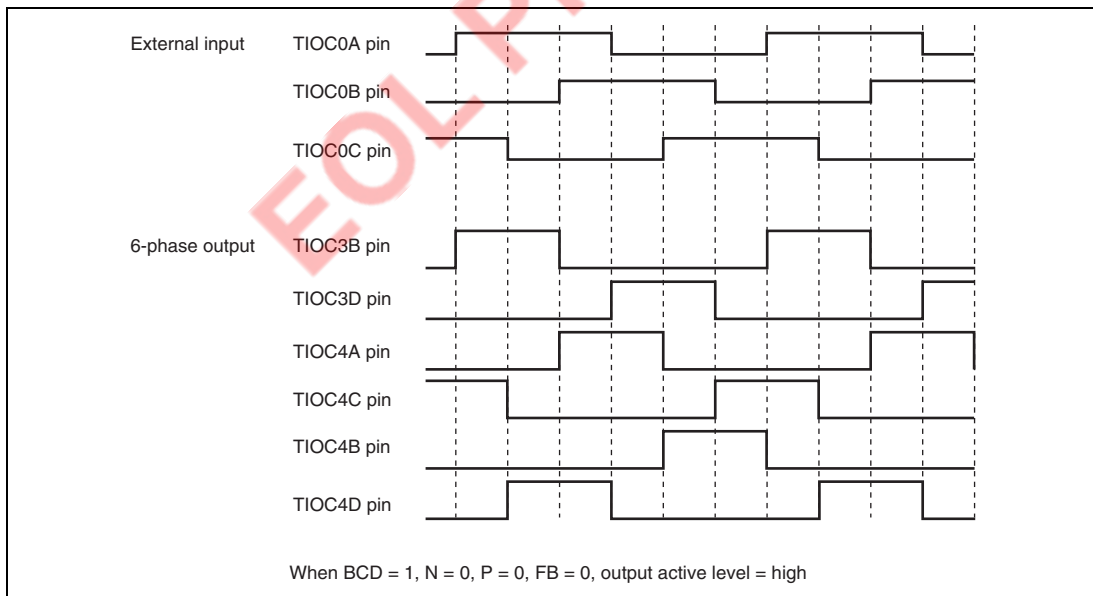 External input TIOC0A pin
TIOC0B pin
TIOC0C pin
6-phase output TIOC3B pin
TIOC3D pin
TIOC4A pin
TIOC4C pin
TIOC4B pin
TIOC4D pin
When BCD = 1, N = 0, P = 0, FB = 0, output active level = high
EOL P